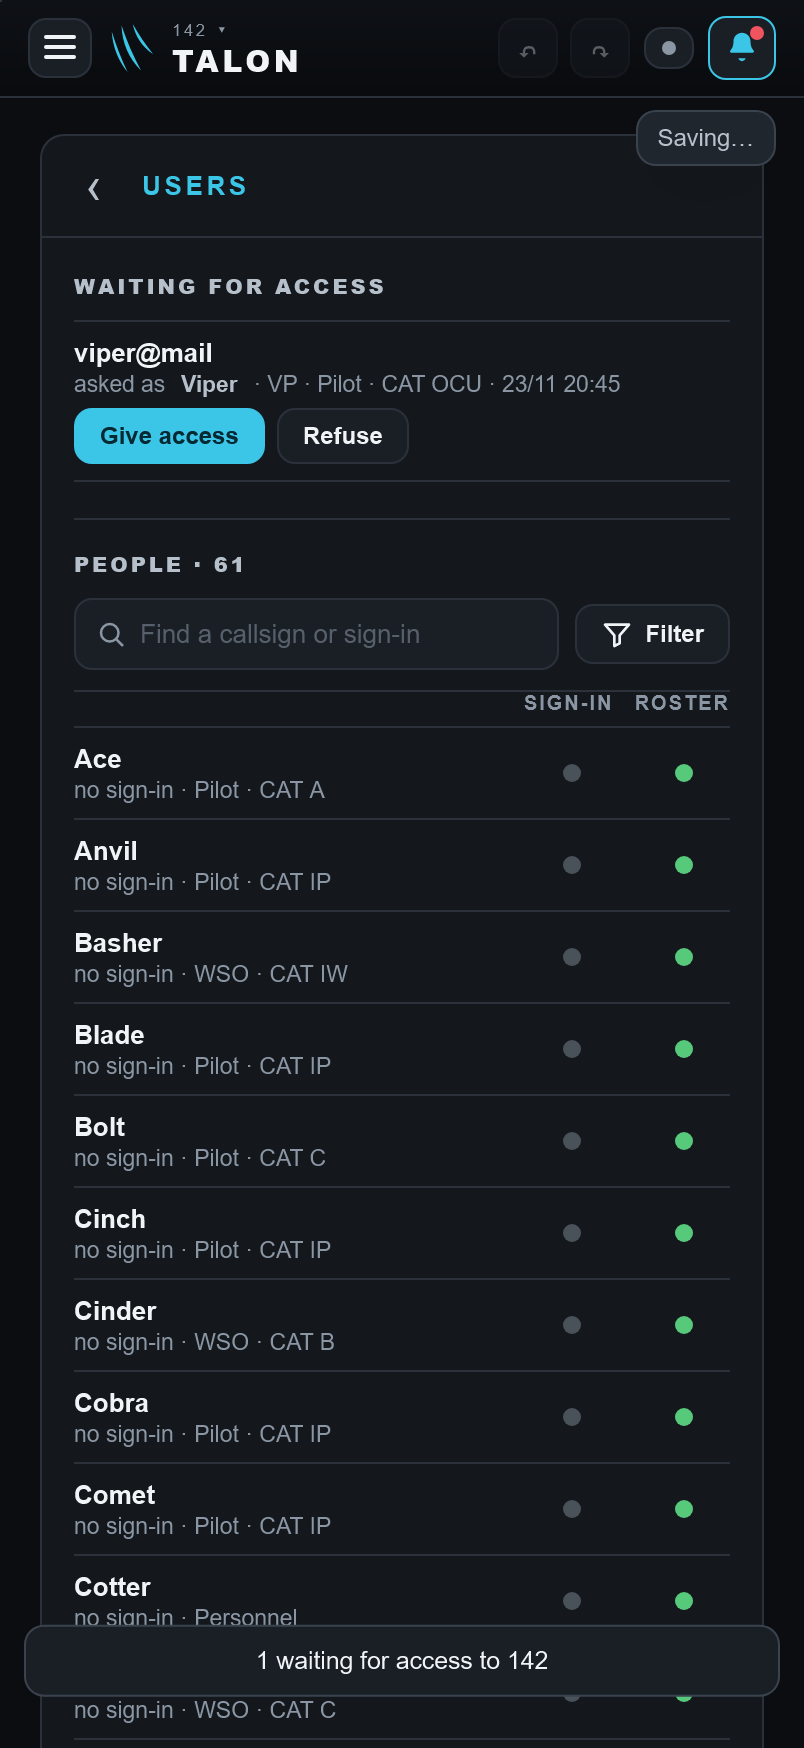 142 ▾
TALON
Saving…
‹ USERS
WAITING FOR ACCESS
viper@mail
asked as Viper · VP · Pilot · CAT OCU · 23/11 20:45
Give access Refuse
PEOPLE · 61
Find a callsign or sign-in Filter
SIGN-IN ROSTER
Ace
no sign-in · Pilot · CAT A
Anvil
no sign-in · Pilot · CAT IP
Basher
no sign-in · WSO · CAT IW
Blade
no sign-in · Pilot · CAT IP
Bolt
no sign-in · Pilot · CAT C
Cinch
no sign-in · Pilot · CAT IP
Cinder
no sign-in · WSO · CAT B
Cobra
no sign-in · Pilot · CAT IP
Comet
no sign-in · Pilot · CAT IP
Cotter
no sign-in · Personnel
1 waiting for access to 142
no sign-in · WSO · CAT C